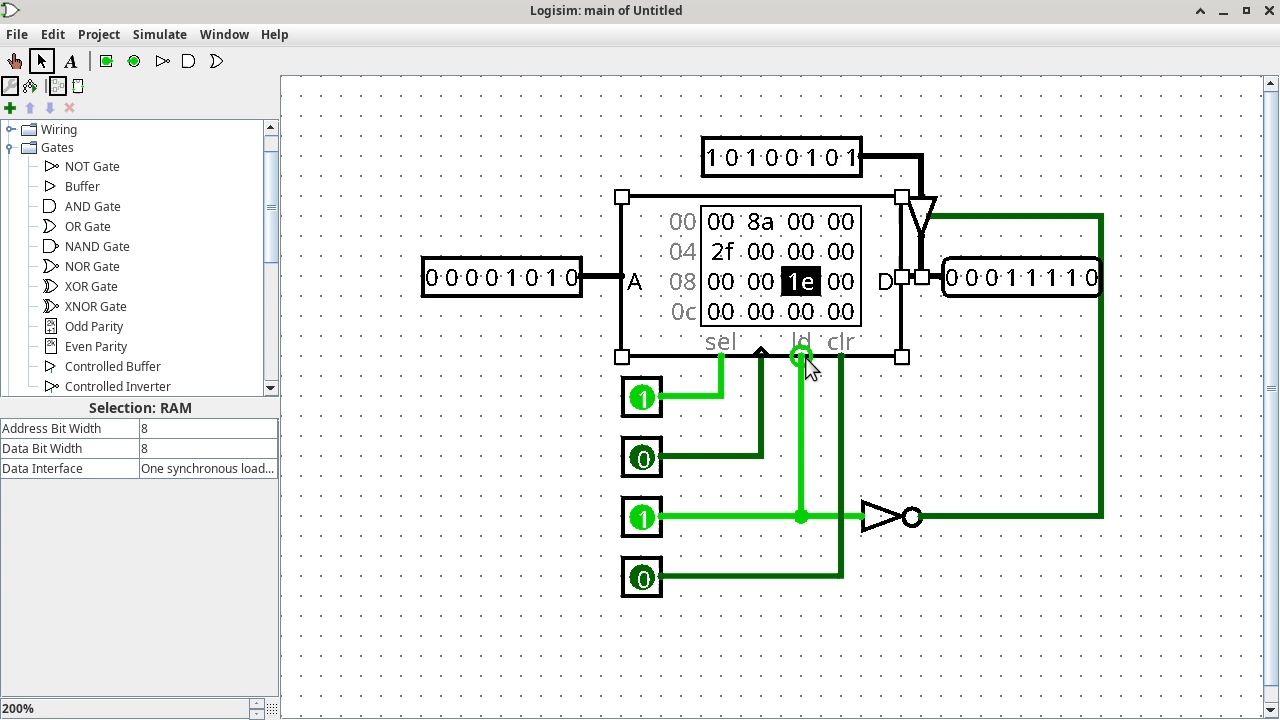 Logisim: main of Untitled
File Edit Project Simulate Window Help
A
Wiring
Gates
NOT Gate
Buffer
AND Gate
OR Gate
NAND Gate
NOR Gate
XOR Gate
XNOR Gate
Odd Parity
Even Parity
Controlled Buffer
Controlled Inverter
Selection: RAM
Address Bit Width 8
Data Bit Width 8
Data Interface One synchronous load...
200%
1 0 1 0 0 1 0 1
00 00 8a 00 00
04 2f 00 00 00
0 0 0 0 1 0 1 0 A 08 00 00 1e 00 D 0 0 0 1 1 1 1 0
0c 00 00 00 00
sel ld clr
1
0
1
0